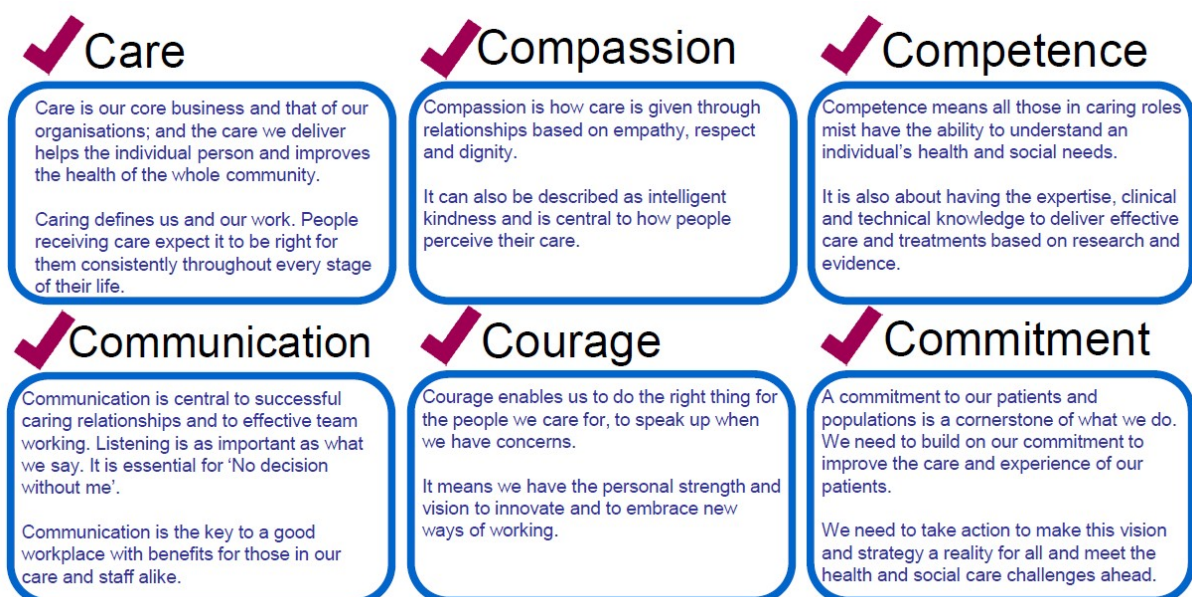 Care
Care is our core business and that of our
organisations; and the care we deliver
helps the individual person and improves
the health of the whole community.
Caring defines us and our work. People
receiving care expect it to be right for
them consistently throughout every stage
of their life.
Compassion
Compassion is how care is given through
relationships based on empathy, respect
and dignity.
It can also be described as intelligent
kindness and is central to how people
perceive their care.
Competence
Competence means all those in caring roles
mist have the ability to understand an
individual's health and social needs.
It is also about having the expertise, clinical
and technical knowledge to deliver effective
care and treatments based on research and
evidence.
Communication
Communication is central to successful
caring relationships and to effective team
working. Listening is as important as what
we say. It is essential for 'No decision
without me'.
Communication is the key to a good
workplace with benefits for those in our
care and staff alike.
Courage
Courage enables us to do the right thing for
the people we care for, to speak up when
we have concerns.
It means we have the personal strength and
vision to innovate and to embrace new
ways of working.
Commitment
A commitment to our patients and
populations is a cornerstone of what we do.
We need to build on our commitment to
improve the care and experience of our
patients.
We need to take action to make this vision
and strategy a reality for all and meet the
health and social care challenges ahead.